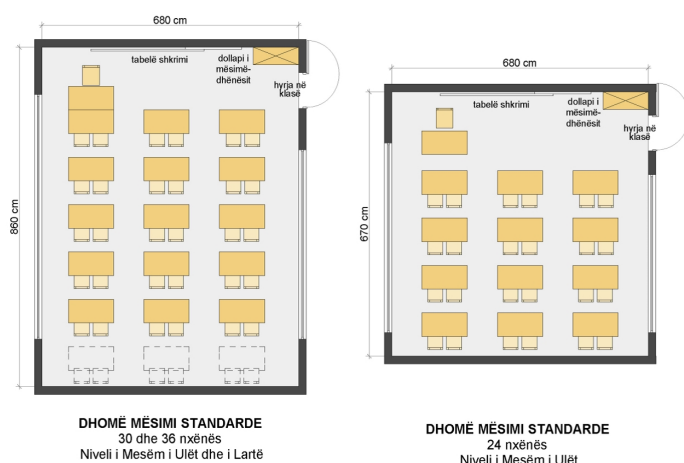 680 cm
tabelë shkrimi
dollapi i
mësimë-
dhënësit
hyrja në
klasë
860 cm
DHOMË MËSIMI STANDARDE
30 dhe 36 nxënës
Niveli i Mesëm i Ulët dhe i Lartë
680 cm
tabelë shkrimi
dollapi i
mësimë-
dhënësit
hyrja në
klasë
670 cm
DHOMË MËSIMI STANDARDE
24 nxënës
Niveli i Mesëm i Ulët